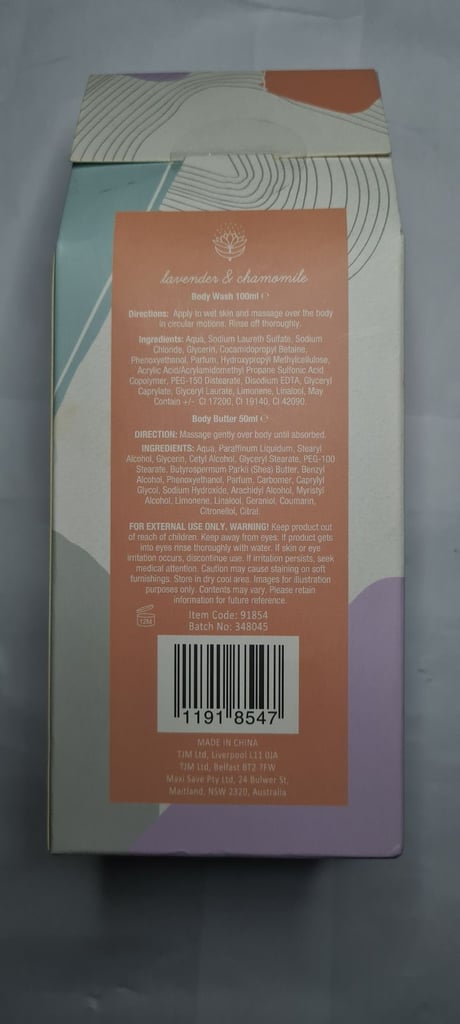 lavender & chamomile
Body Wash 100ml ℮
Directions: Apply to wet skin and massage over the body
in circular motions. Rinse off thoroughly.
Ingredients: Aqua, Sodium Laureth Sulfate, Sodium
Chloride, Glycerin, Cocamidopropyl Betaine,
Phenoxyethanol, Parfum, Hydroxypropyl Methylcellulose,
Acrylic Acid/Acrylamidomethyl Propane Sulfonic Acid
Copolymer, PEG-150 Distearate, Disodium EDTA, Glyceryl
Caprylate, Glyceryl Laurate, Limonene, Linalool, May
Contain +/- CI 17200, CI 19140, CI 42090.
Body Butter 50ml ℮
DIRECTION: Massage gently over body until absorbed.
INGREDIENTS: Aqua, Paraffinum Liquidum, Stearyl
Alcohol, Glycerin, Cetyl Alcohol, Glyceryl Stearate, PEG-100
Stearate, Butyrospermum Parkii (Shea) Butter, Benzyl
Alcohol, Phenoxyethanol, Parfum, Carbomer, Caprylyl
Glycol, Sodium Hydroxide, Arachidyl Alcohol, Myristyl
Alcohol, Limonene, Linalool, Geraniol, Coumarin,
Citronellol, Citral.
FOR EXTERNAL USE ONLY. WARNING! Keep product out
of reach of children. Keep away from eyes. If product gets
into eyes rinse thoroughly with water. If skin or eye
irritation occurs, discontinue use. If irritation persists, seek
medical attention. Caution may cause staining on soft
furnishings. Store in dry cool area. Images for illustration
purposes only. Contents may vary. Please retain
information for future reference.
12M
Item Code: 91854
Batch No: 348045
1191 8547
MADE IN CHINA
TJM Ltd, Liverpool L11 0JA
TJM Ltd, Belfast BT2 7FW
Maxi Save Pty Ltd, 24 Bulwer St,
Maitland, NSW 2320, Australia